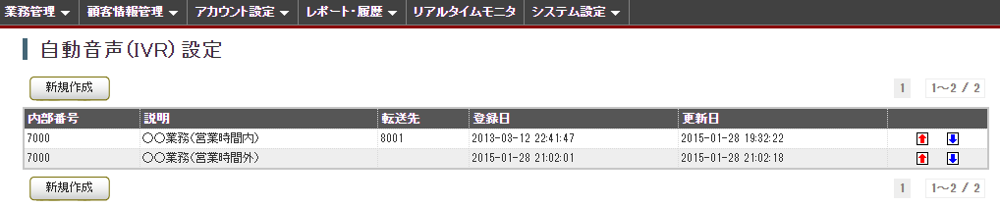 業務管理 顧客情報管理 アカウント設定 レポート・履歴 リアルタイムモニタ システム設定
自動音声(IVR) 設定
新規作成 1 1～2 / 2
内部番号 説明 転送先 登録日 更新日
7000 〇〇業務(営業時間内) 8001 2013-03-12 22:41:47 2015-01-28 19:32:22
7000 〇〇業務(営業時間外) 2015-01-28 21:02:01 2015-01-28 21:02:18
新規作成 1 1～2 / 2